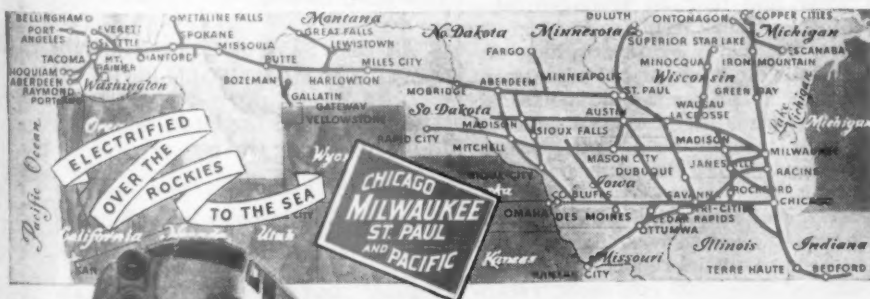 BELLINGHAM
PORT ANGELES
EVERETT
SEATTLE
TACOMA
MT. RAINIER
HOQUIAM
ABERDEEN
RAYMOND
PORTLAND
Washington
METALINE FALLS
SPOKANE
HANFORD
MISSOULA
Montana
GREAT FALLS
LEWISTOWN
BUTTE
BOZEMAN
HARLOWTON
MILES CITY
GALLATIN GATEWAY
YELLOWSTONE
No. Dakota
FARGO
MOBRIDGE
ABERDEEN
So. Dakota
RAPID CITY
MADISON
MITCHELL
SIOUX FALLS
SIOUX CITY
Minnesota
DULUTH
SUPERIOR
MINNEAPOLIS
ST. PAUL
AUSTIN
MASON CITY
Iowa
DUBUQUE
CO. BLUFFS
OMAHA
DES MOINES
CEDAR RAPIDS
OTTUMWA
TRI-CITIES
SAVANNA
Missouri
KANSAS CITY
Kansas
ONTONAGON
COPPER CITIES
Michigan
STAR LAKE
ESCANABA
MINOCQUA
IRON MOUNTAIN
Wisconsin
WAUSAU
GREEN BAY
LA CROSSE
MADISON
JANESVILLE
MILWAUKEE
RACINE
ROCKFORD
CHICAGO
Lake Michigan
Michigan
Illinois
Indiana
TERRE HAUTE
BEDFORD
Pacific Ocean
California
Nevada
Utah
ELECTRIFIED
OVER THE
ROCKIES
TO THE SEA
CHICAGO
MILWAUKEE
ST. PAUL
AND
PACIFIC